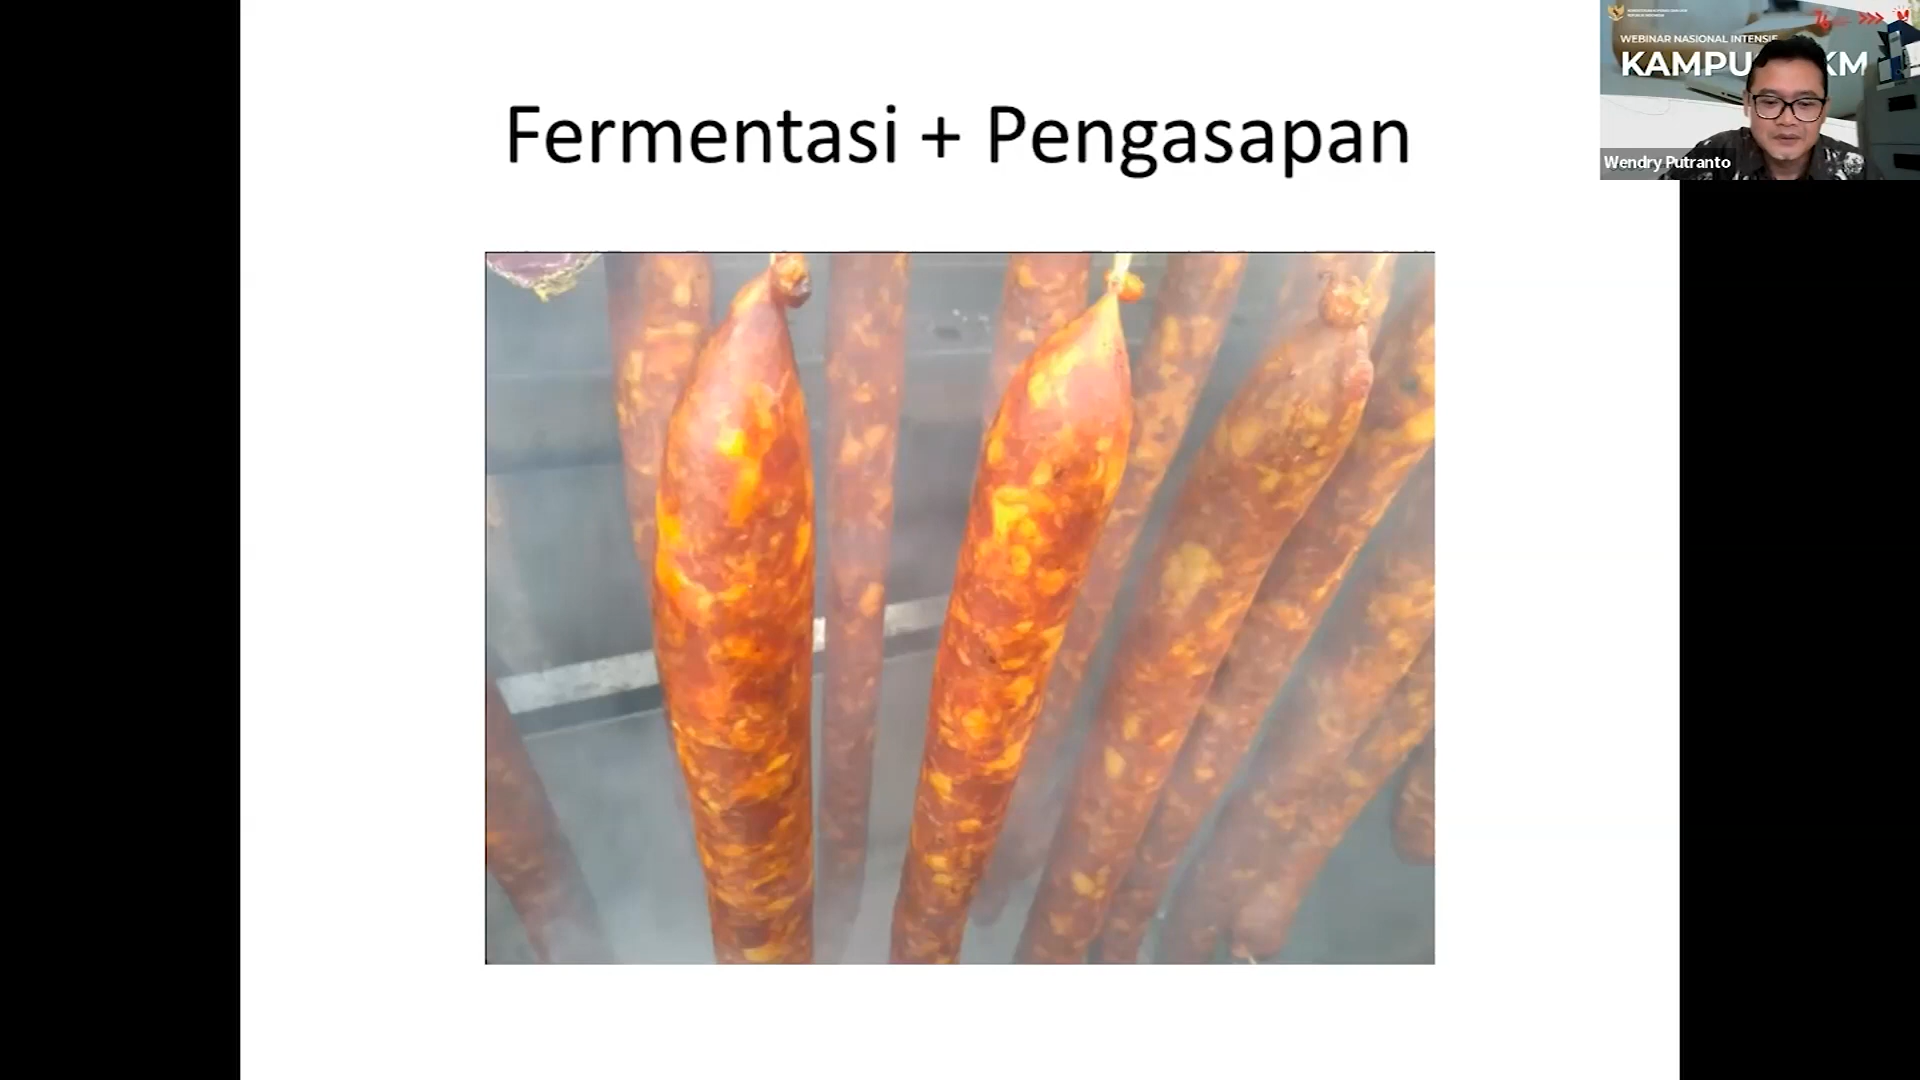 Fermentasi + Pengasapan
WEBINAR NASIONAL INTENSIF
Wendry Putranto